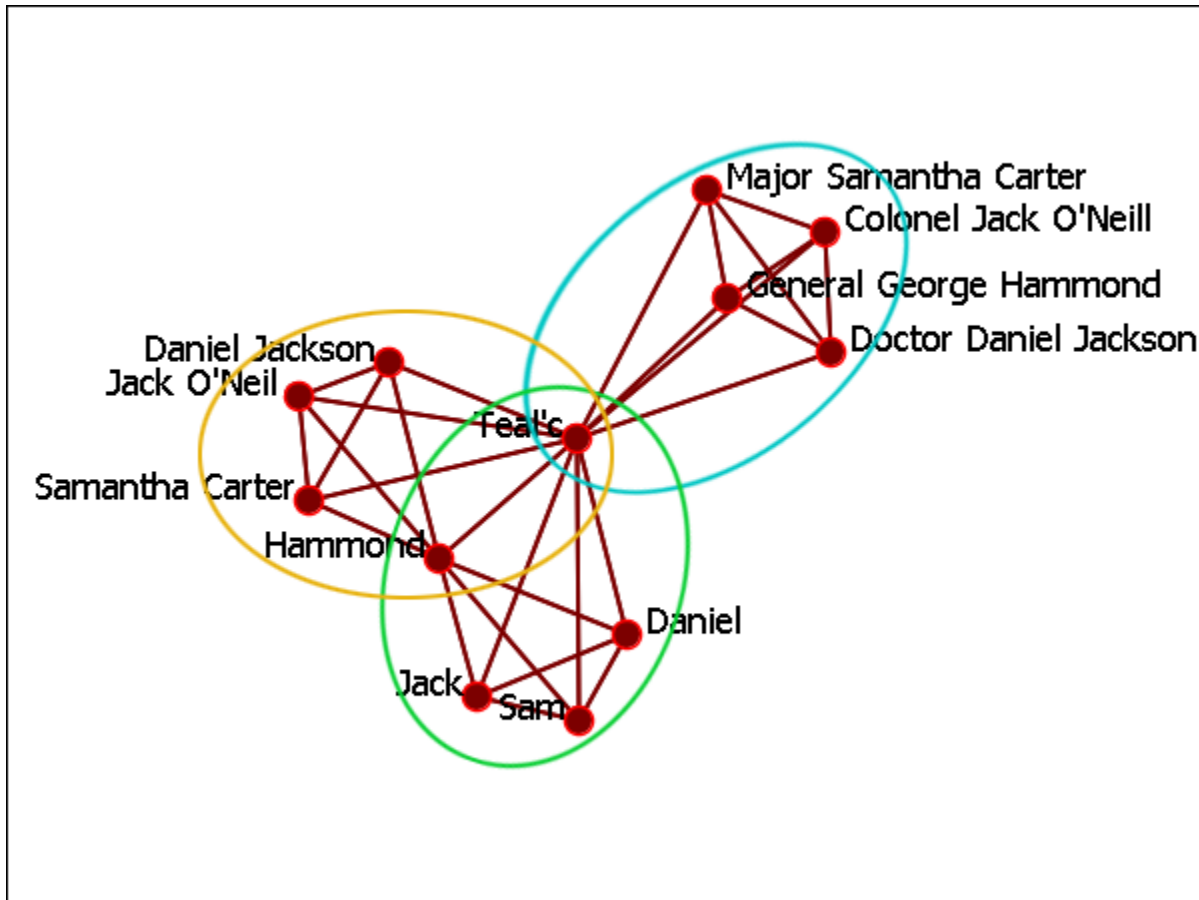 Major Samantha Carter
Colonel Jack O'Neill
General George Hammond
Doctor Daniel Jackson
Daniel Jackson
Jack O'Neil
Teal'c
Samantha Carter
Hammond
Daniel
Jack
Sam